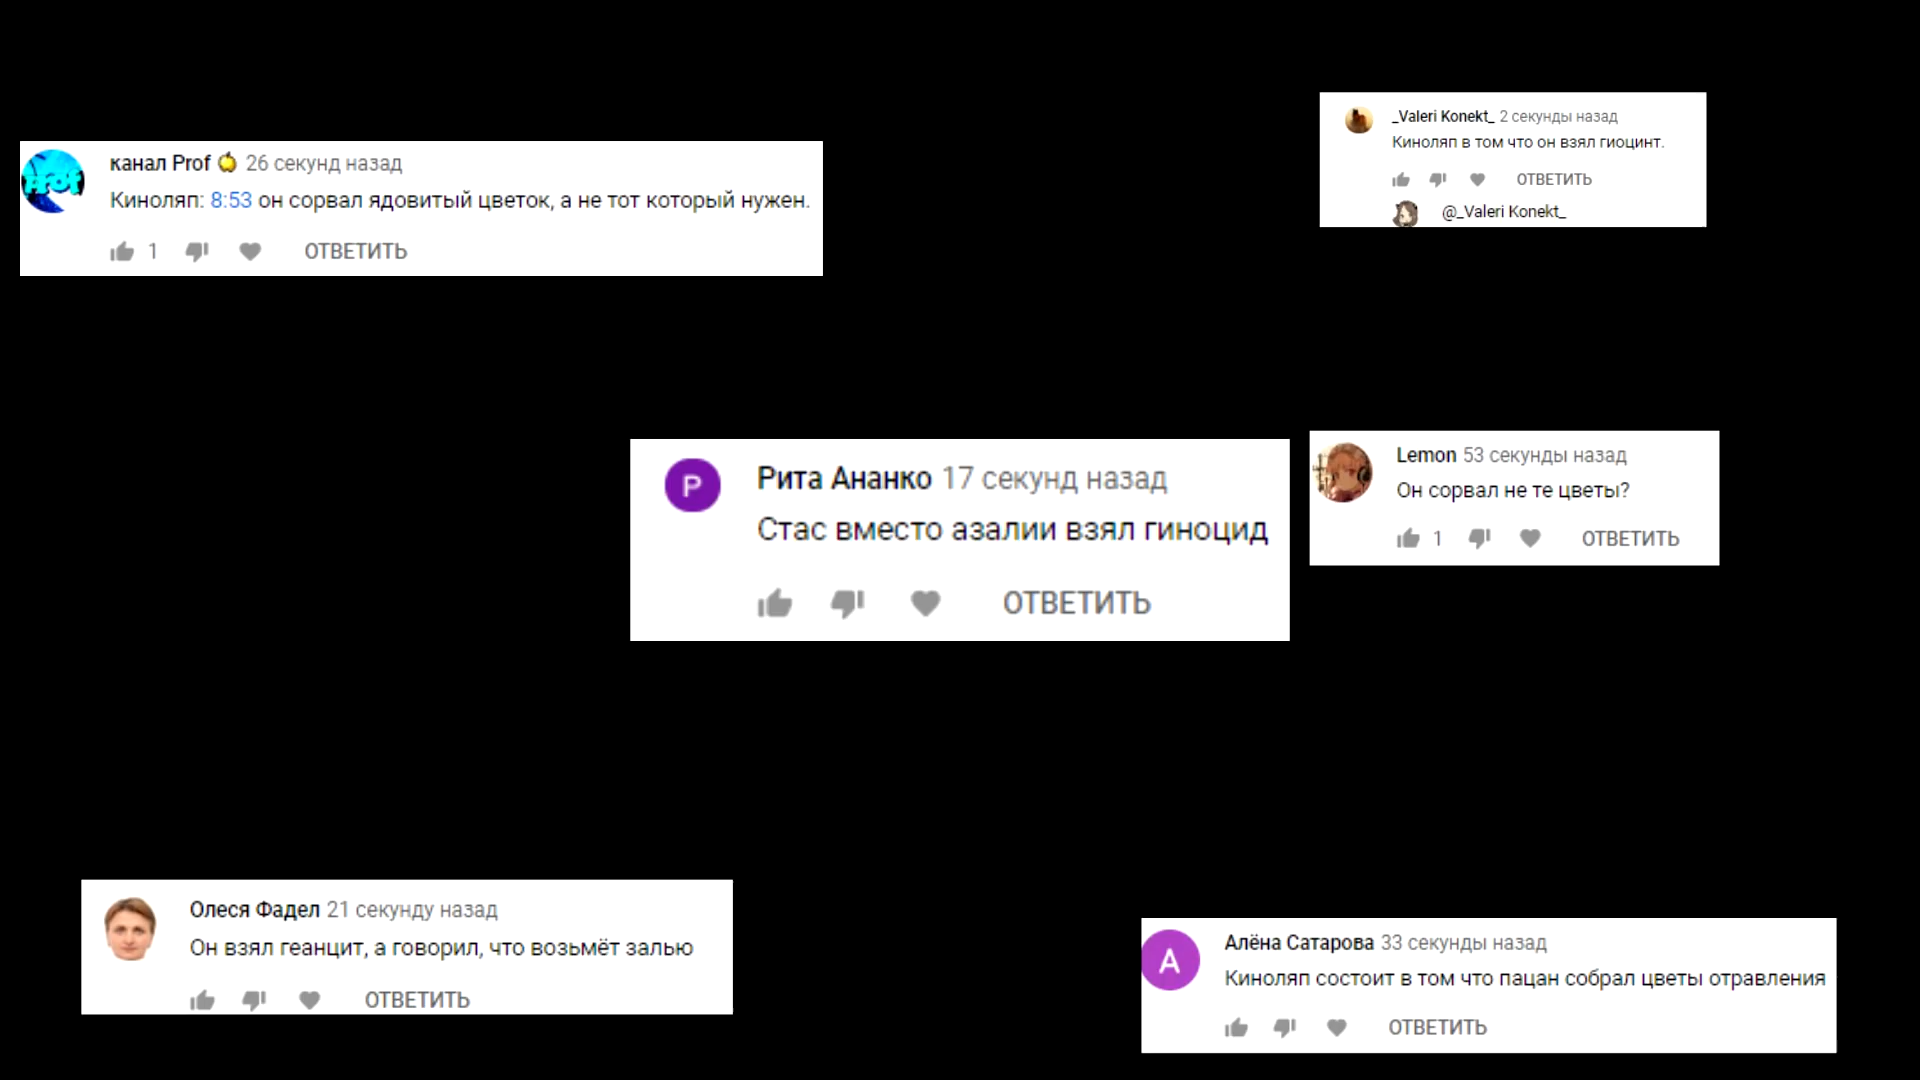 _Valeri Konekt_ 2 секунды назад
Киноляп в том что он взял гиоцинт.
ОТВЕТИТЬ
@_Valeri Konekt_
Prof
канал Prof 26 секунд назад
Киноляп: 8:53 он сорвал ядовитый цветок, а не тот который нужен.
1 ОТВЕТИТЬ
Р
Рита Ананко 17 секунд назад
Стас вместо азалии взял гиноцид
ОТВЕТИТЬ
Lemon 53 секунды назад
Он сорвал не те цветы?
1 ОТВЕТИТЬ
Олеся Фадел 21 секунду назад
Он взял геанцит, а говорил, что возьмёт залью
ОТВЕТИТЬ
А
Алёна Сатарова 33 секунды назад
Киноляп состоит в том что пацан собрал цветы отравления
ОТВЕТИТЬ